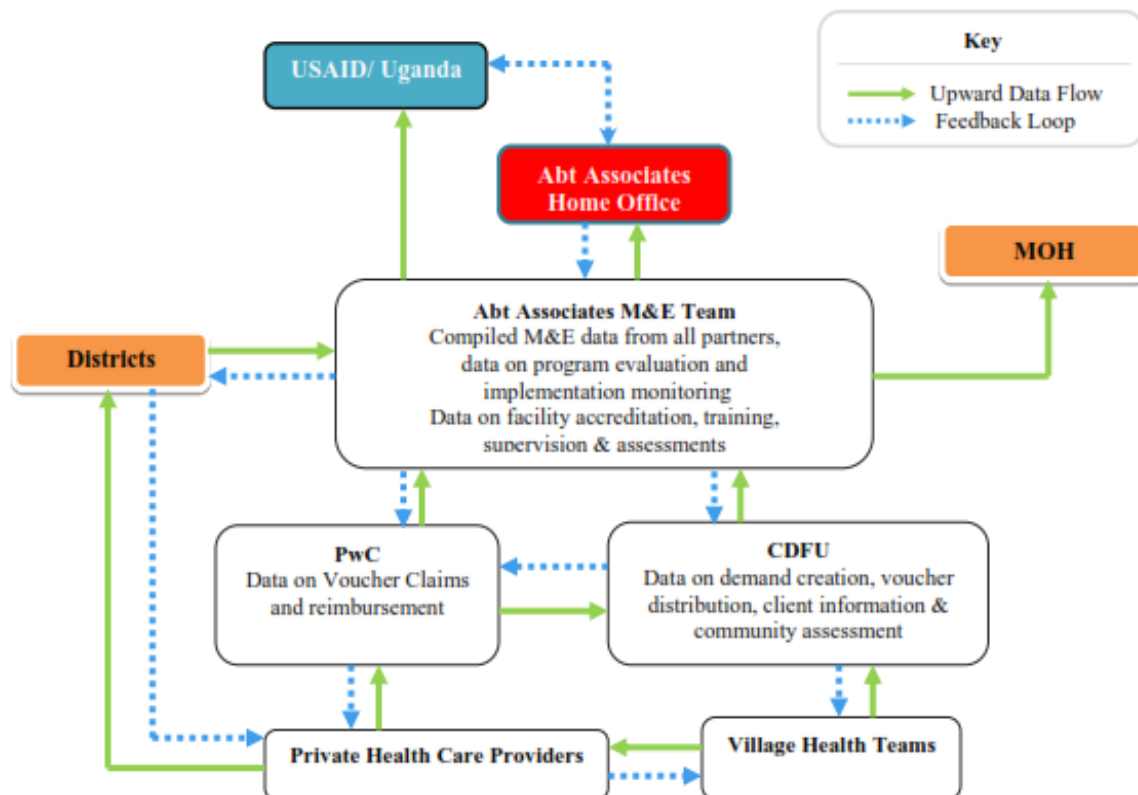 USAID/ Uganda
Key
Upward Data Flow
Feedback Loop
Abt Associates
Home Office
MOH
Abt Associates M&E Team
Compiled M&E data from all partners,
data on program evaluation and
implementation monitoring
Data on facility accreditation, training,
supervision & assessments
Districts
PwC
Data on Voucher Claims
and reimbursement
CDFU
Data on demand creation, voucher
distribution, client information &
community assessment
Private Health Care Providers
Village Health Teams